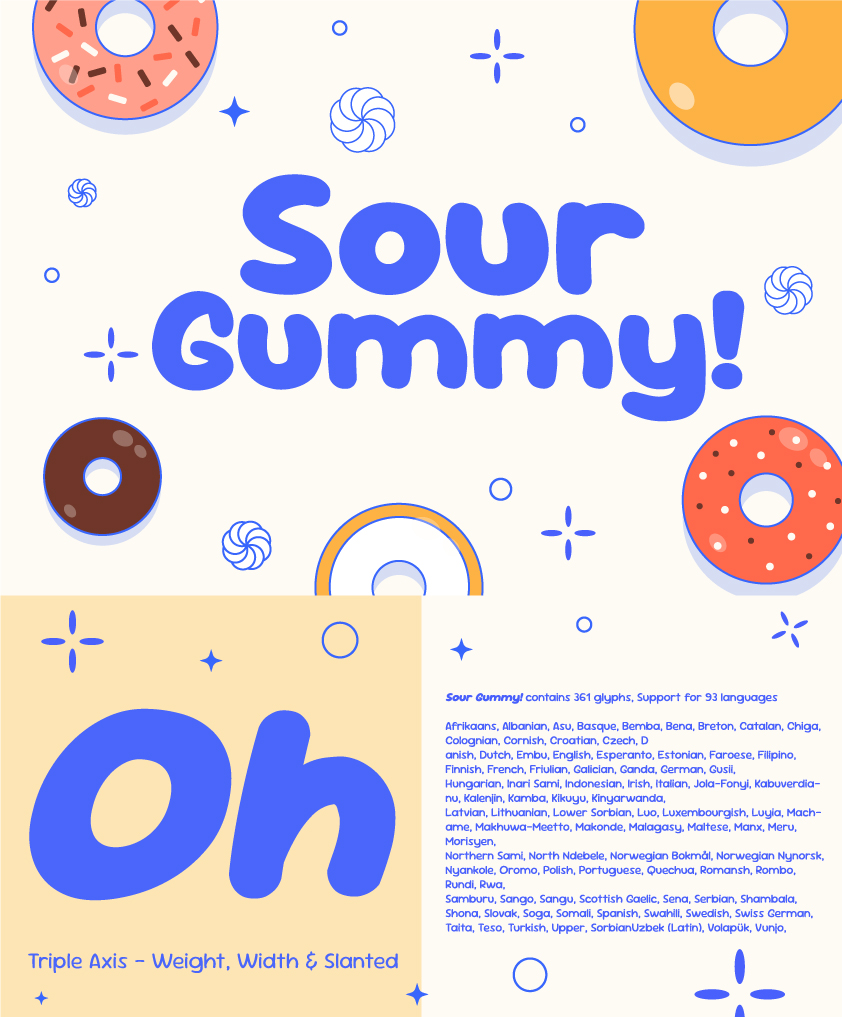 Sour
Gummy!
Oh
Triple Axis - Weight, Width & Slanted
Sour Gummy! contains 361 glyphs, Support for 93 languages
Afrikaans, Albanian, Asu, Basque, Bemba, Bena, Breton, Catalan, Chiga,
Colognian, Cornish, Croatian, Czech, D
anish, Dutch, Embu, English, Esperanto, Estonian, Faroese, Filipino,
Finnish, French, Friulian, Galician, Ganda, German, Gusii,
Hungarian, Inari Sami, Indonesian, Irish, Italian, Jola-Fonyi, Kabuverdia-
nu, Kalenjin, Kamba, Kikuyu, Kinyarwanda,
Latvian, Lithuanian, Lower Sorbian, Luo, Luxembourgish, Luyia, Mach-
ame, Makhuwa-Meetto, Makonde, Malagasy, Maltese, Manx, Meru,
Morisyen,
Northern Sami, North Ndebele, Norwegian Bokmål, Norwegian Nynorsk,
Nyankole, Oromo, Polish, Portuguese, Quechua, Romansh, Rombo,
Rundi, Rwa,
Samburu, Sango, Sangu, Scottish Gaelic, Sena, Serbian, Shambala,
Shona, Slovak, Soga, Somali, Spanish, Swahili, Swedish, Swiss German,
Taita, Teso, Turkish, Upper, SorbianUzbek (Latin), Volapük, Vunjo,